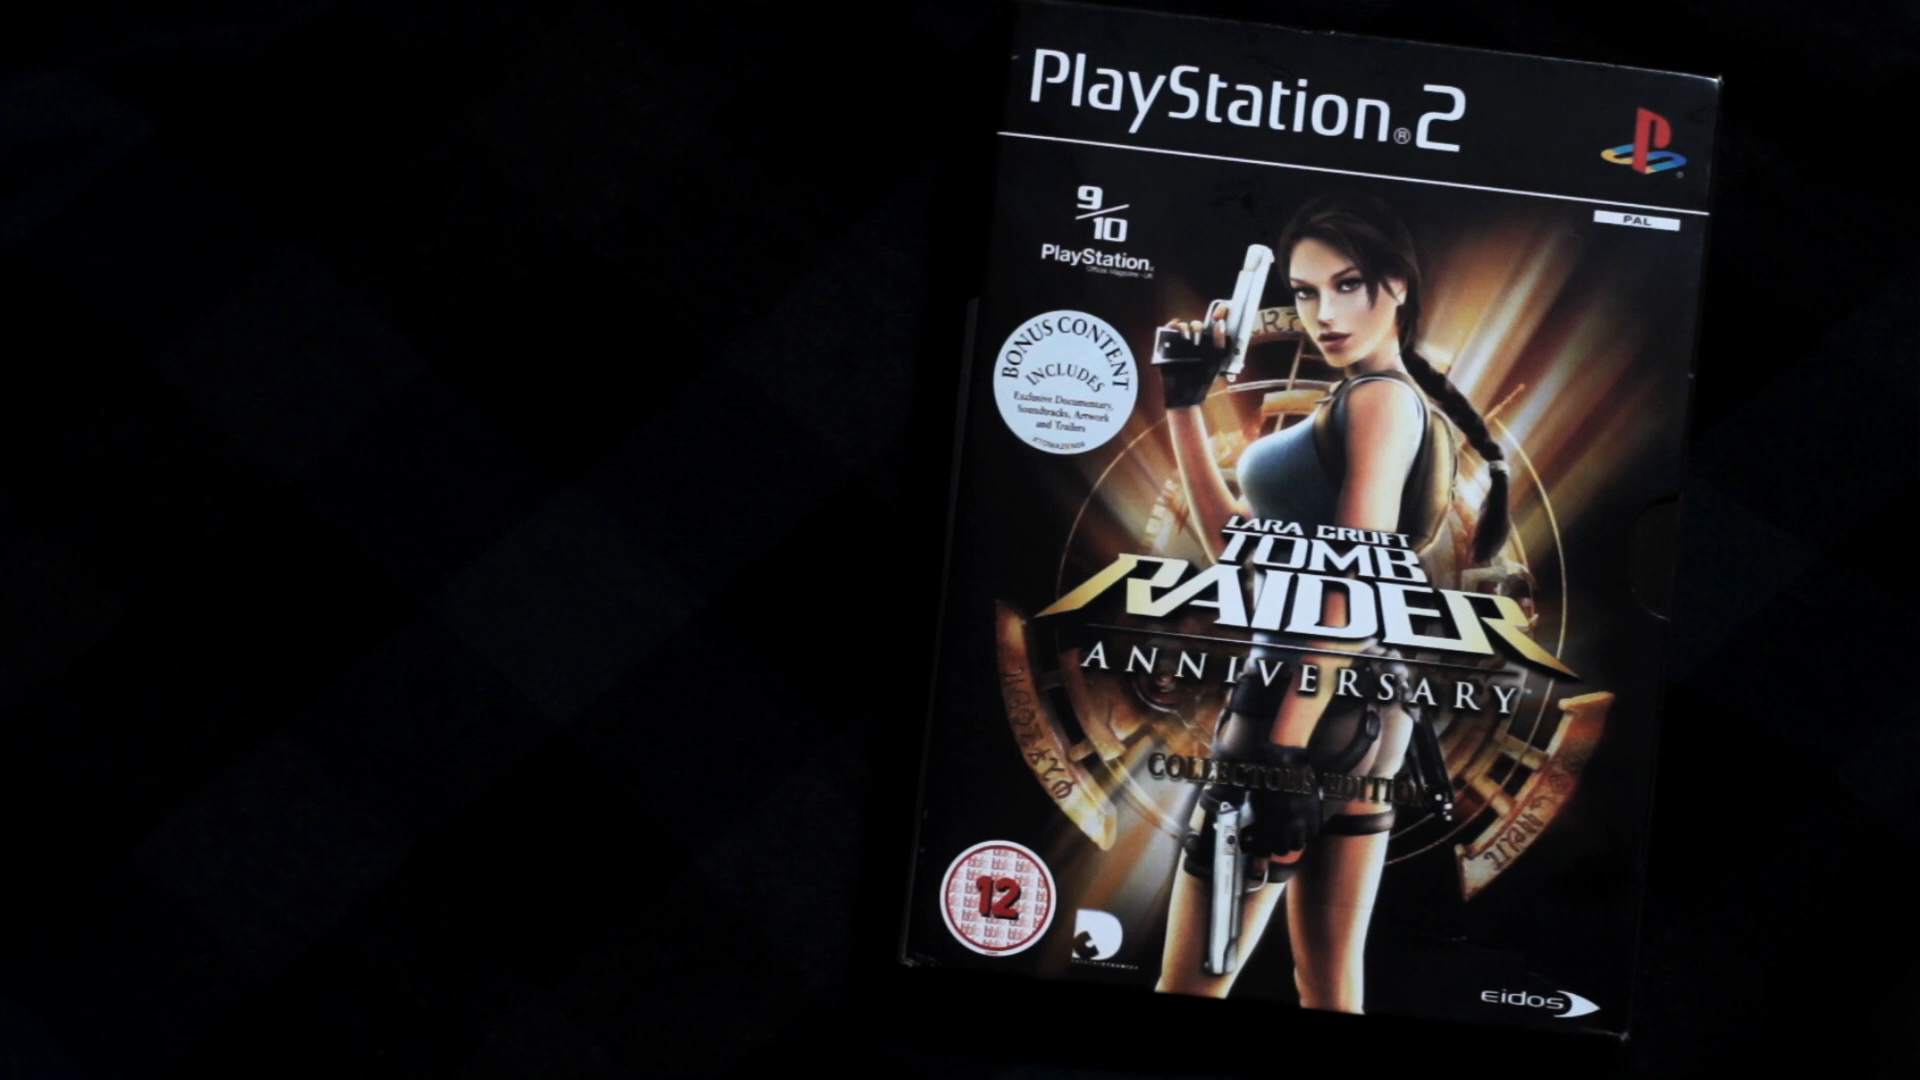 PlayStation®2
PAL
9/10
PlayStation
BONUS CONTENT
INCLUDES
Exclusive Documentary,
Soundtracks, Artwork
and Trailers
LARA CROFT
TOMB
RAIDER
ANNIVERSARY
COLLECTORS EDITION
12
eidos